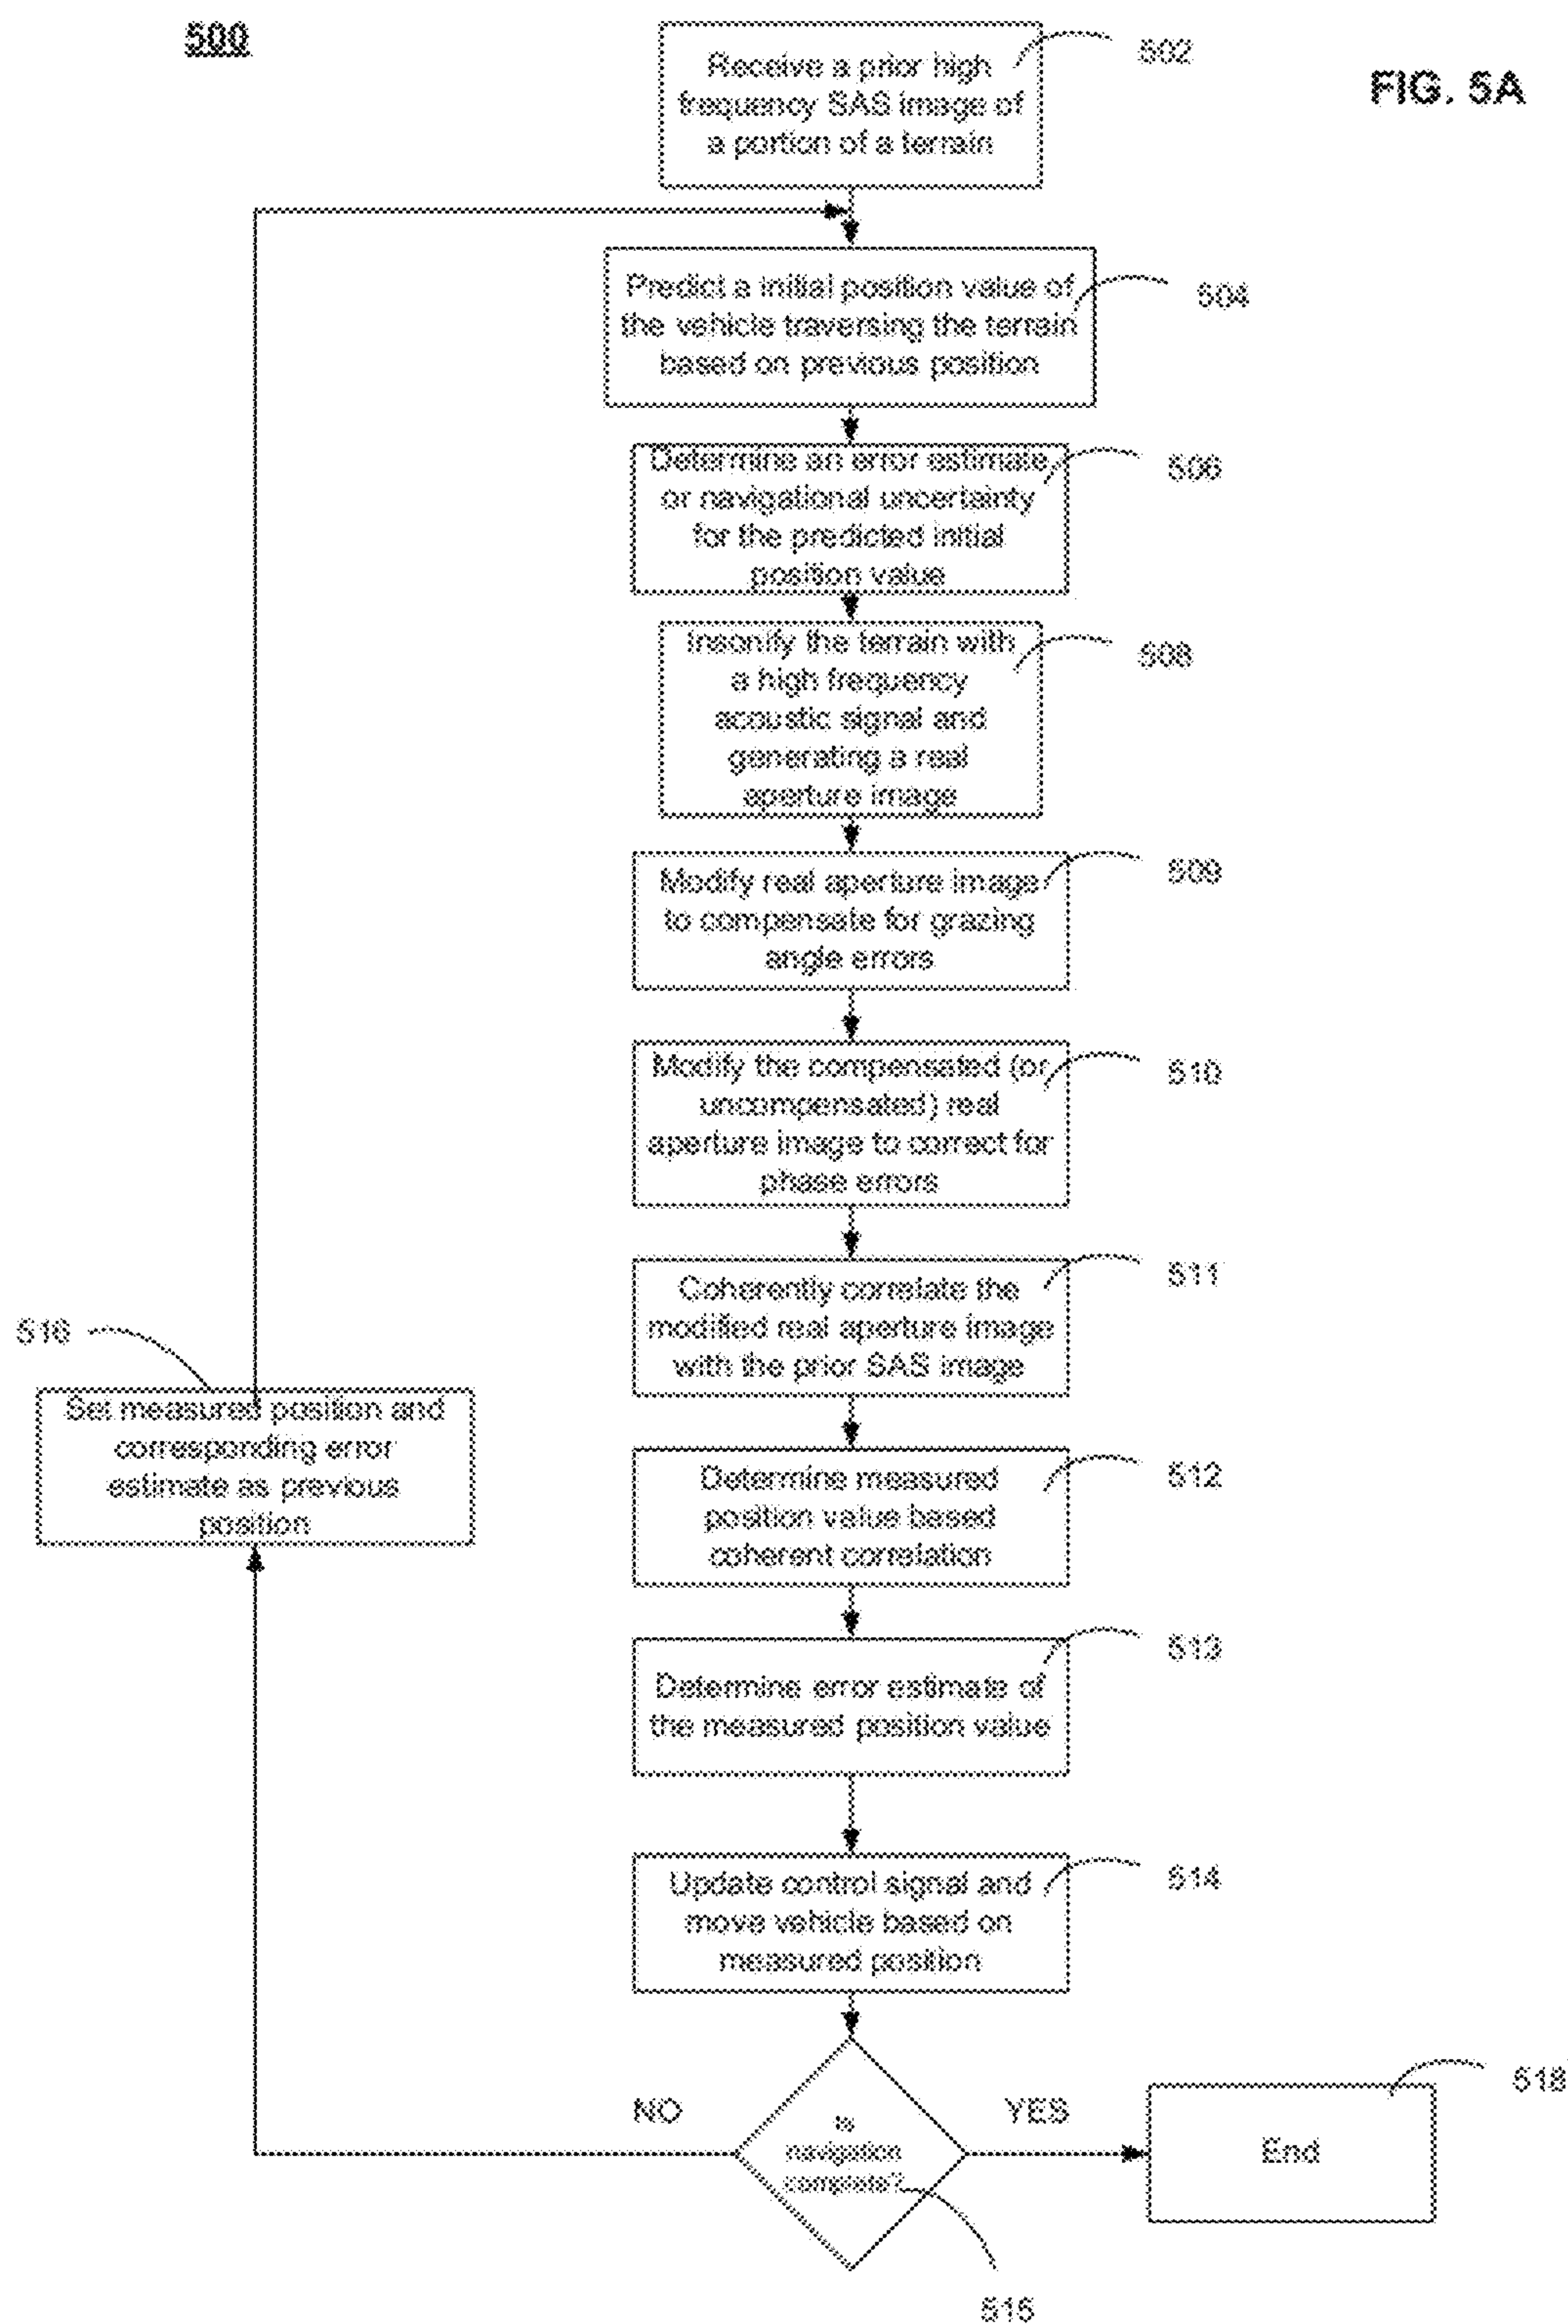 500
FIG. 5A
Receive a prior high
frequency SAS image of
a portion of a terrain
502
Predict a initial position value of
the vehicle traversing the terrain
based on previous position
504
Determine an error estimate
or navigational uncertainty
for the predicted initial
position value
506
Insonify the terrain with
a high frequency
acoustic signal and
generating a real
aperture image
508
Modify real aperture image
to compensate for grazing
angle errors
509
Modify the compensated (or
uncompensated) real
aperture image to correct for
phase errors
510
Coherently correlate the
modified real aperture image
with the prior SAS image
511
Determine measured
position value based
coherent correlation
512
Determine error estimate of
the measured position value
513
Update control signal and
move vehicle based on
measured position
514
Is
navigation
complete?
515
NO
YES
516
Set measured position and
corresponding error
estimate as previous
position
End
518